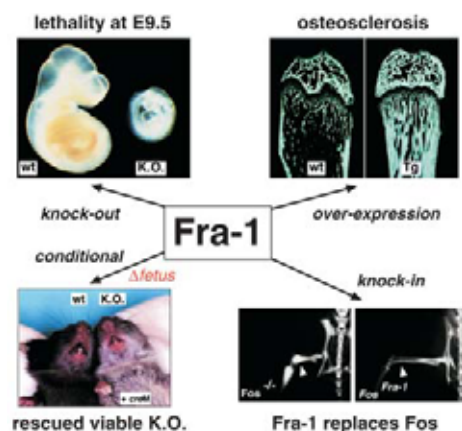 lethality at E9.5
osteosclerosis
wt
K.O.
wt
Tg
knock-out
over-expression
Fra-1
conditional
knock-in
Δfetus
wt K.O.
+ creM
Fos -/-
Fos Fra-1
rescued viable K.O.
Fra-1 replaces Fos